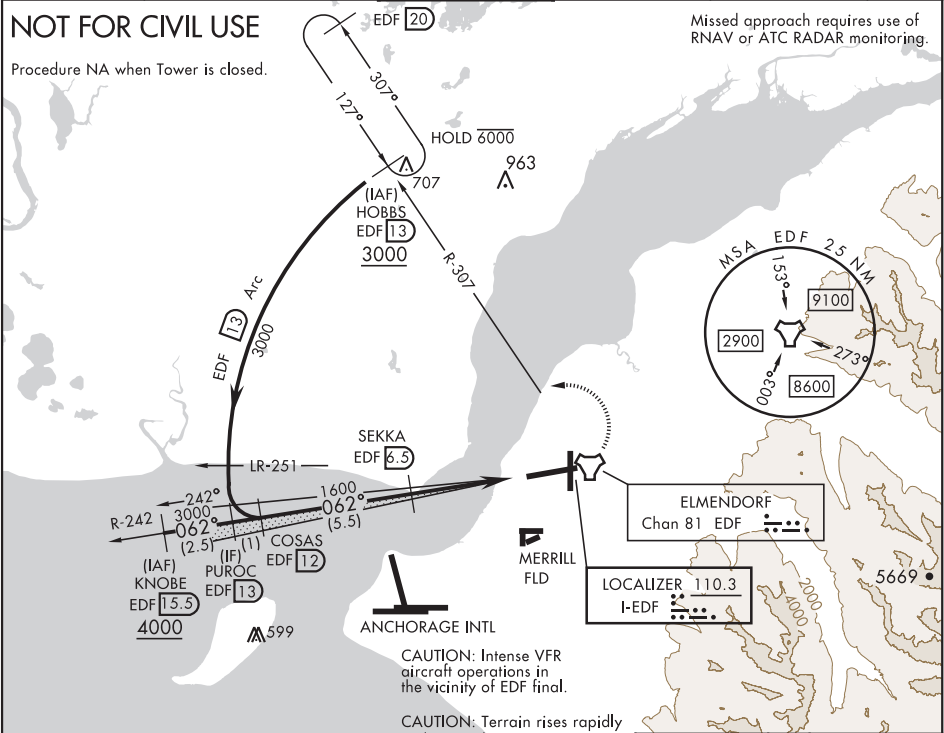 NOT FOR CIVIL USE
Procedure NA when Tower is closed.
EDF 20
Missed approach requires use of
RNAV or ATC RADAR monitoring.
307°
127°
HOLD 6000
963
707
(IAF)
HOBBS
EDF 13
3000
R-307
MSA EDF 25 NM
153°
9100
2900
273°
003°
8600
EDF 13 Arc
3000
SEKKA
EDF 6.5
LR-251
R-242
242°
3000
062°
(2.5)
(1)
1600
062°
(5.5)
(IAF)
KNOBE
EDF 15.5
4000
(IF)
PUROC
EDF 13
COSAS
EDF 12
599
ELMENDORF
Chan 81 EDF
MERRILL
FLD
LOCALIZER 110.3
I-EDF
5669
4000
2000
ANCHORAGE INTL
CAUTION: Intense VFR
aircraft operations in
the vicinity of EDF final.
CAUTION: Terrain rises rapidly